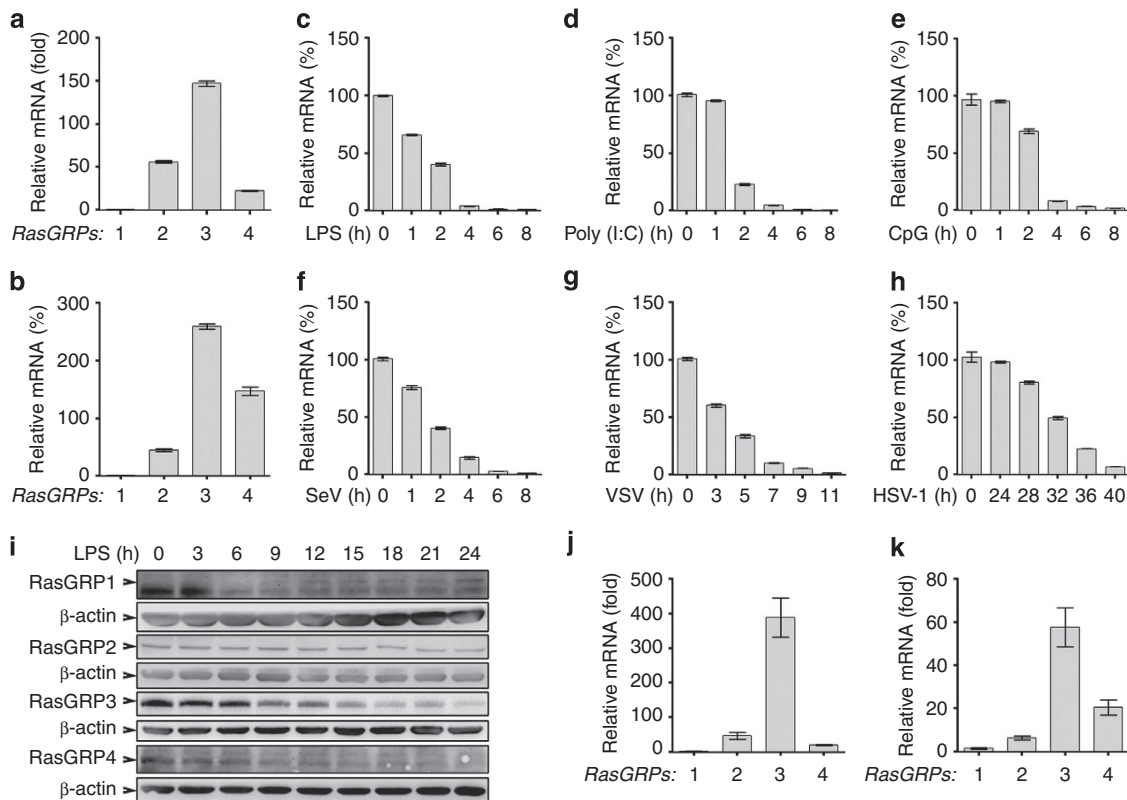 a
Relative mRNA (fold)
200
150
100
50
0
RasGRPs: 1 2 3 4
c
Relative mRNA (%)
150
100
50
0
LPS (h) 0 1 2 4 6 8
d
Relative mRNA (%)
150
100
50
0
Poly (I:C) (h) 0 1 2 4 6 8
e
Relative mRNA (%)
150
100
50
0
CpG (h) 0 1 2 4 6 8
b
Relative mRNA (%)
300
200
100
0
RasGRPs: 1 2 3 4
f
Relative mRNA (%)
150
100
50
0
SeV (h) 0 1 2 4 6 8
g
Relative mRNA (%)
150
100
50
0
VSV (h) 0 3 5 7 9 11
h
Relative mRNA (%)
150
100
50
0
HSV-1 (h) 0 24 28 32 36 40
i
LPS (h) 0 3 6 9 12 15 18 21 24
RasGRP1
β-actin
RasGRP2
β-actin
RasGRP3
β-actin
RasGRP4
β-actin
j
Relative mRNA (fold)
500
400
300
200
100
0
RasGRPs: 1 2 3 4
k
Relative mRNA (fold)
80
60
40
20
0
RasGRPs: 1 2 3 4